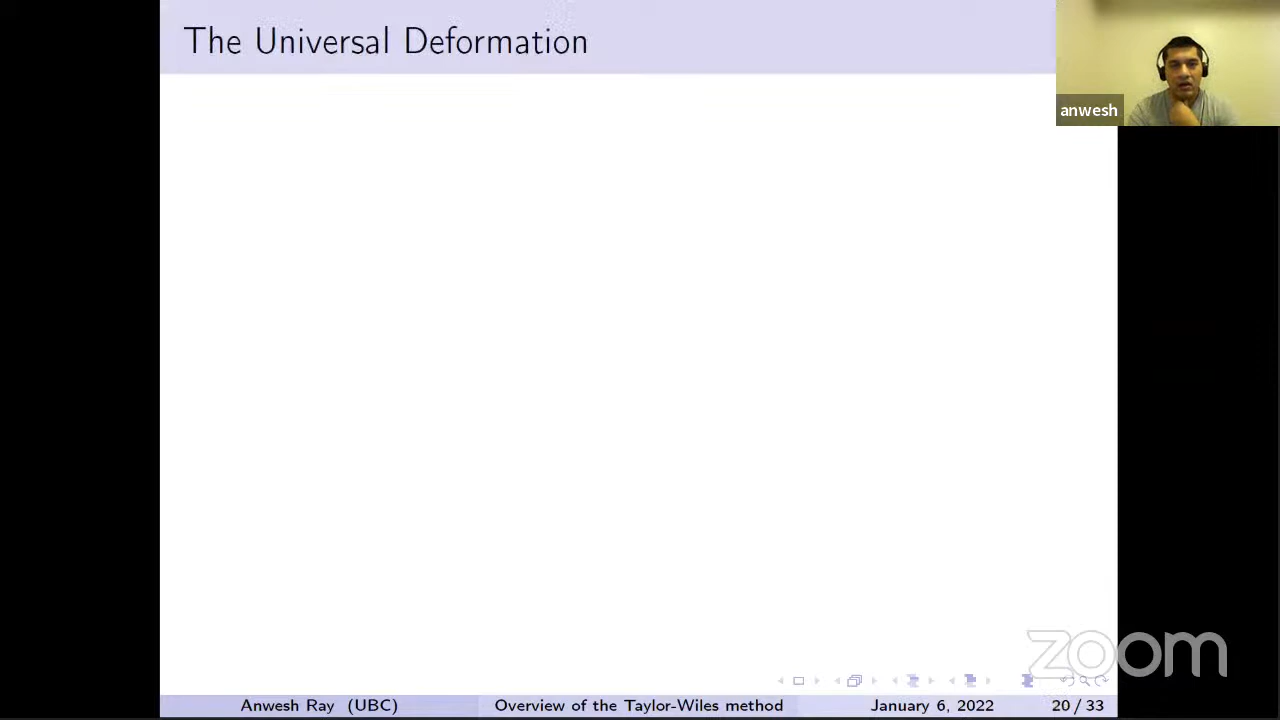 The Universal Deformation
anwesh
zoom
Anwesh Ray (UBC) Overview of the Taylor-Wiles method January 6, 2022 20 / 33